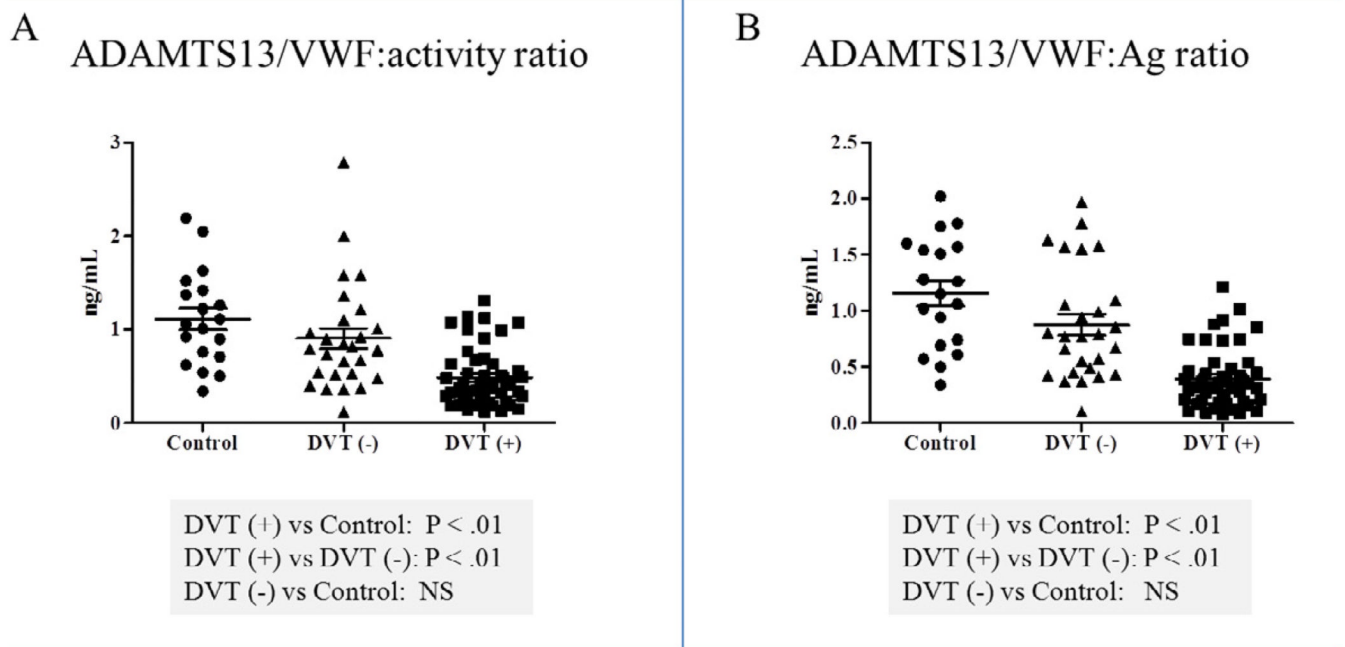 A
ADAMTS13/VWF:activity ratio
3
2
1
0
ng/mL
Control
DVT (-)
DVT (+)
DVT (+) vs Control: P < .01
DVT (+) vs DVT (-): P < .01
DVT (-) vs Control: NS
B
ADAMTS13/VWF:Ag ratio
2.5
2.0
1.5
1.0
0.5
0.0
ng/mL
Control
DVT (-)
DVT (+)
DVT (+) vs Control: P < .01
DVT (+) vs DVT (-): P < .01
DVT (-) vs Control: NS